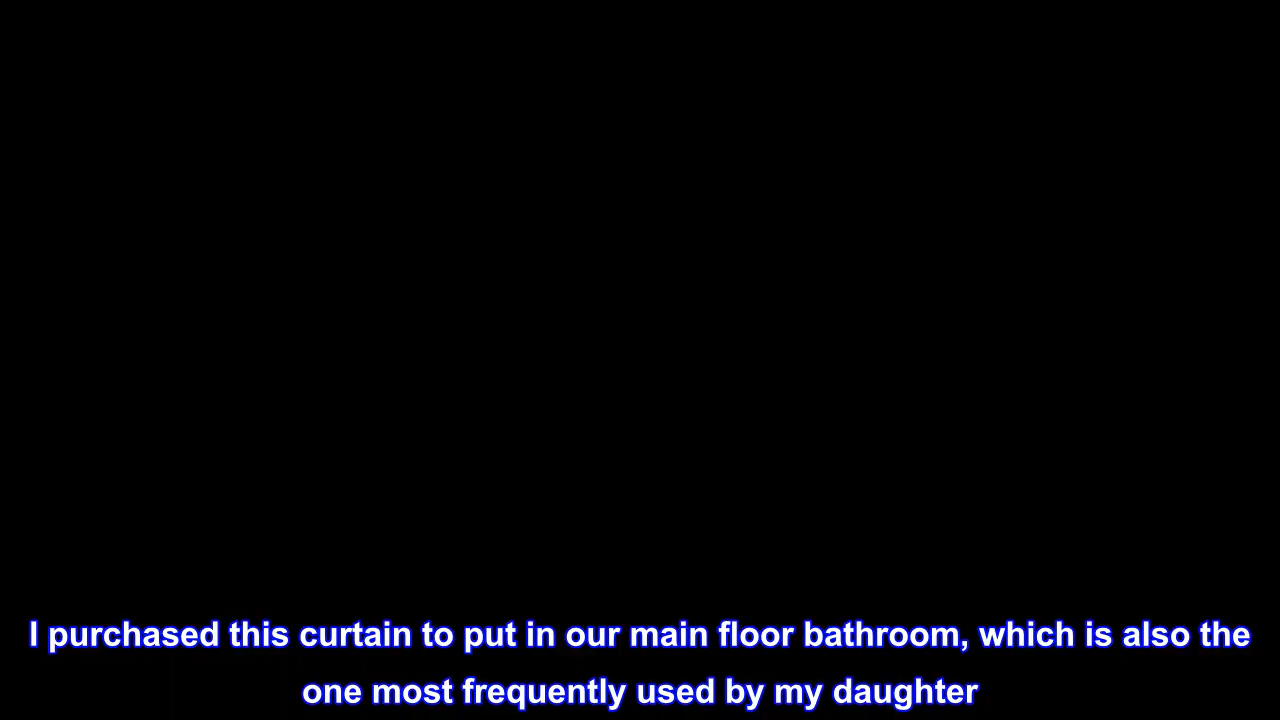 I purchased this curtain to put in our main floor bathroom, which is also the
one most frequently used by my daughter